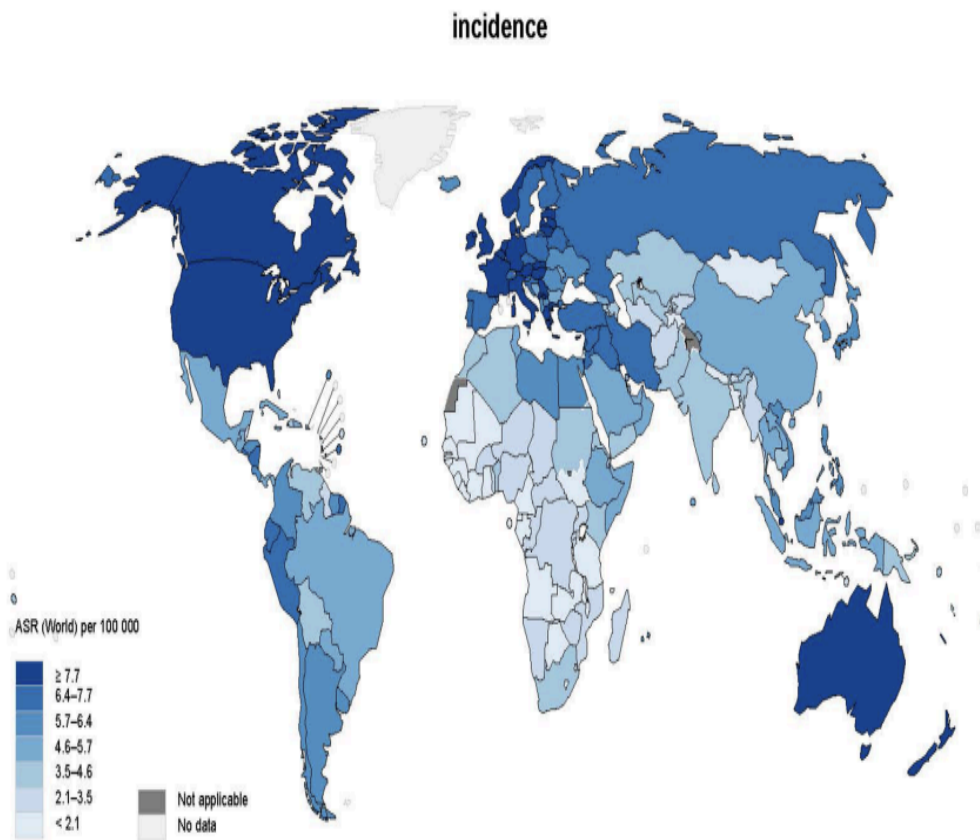 incidence
ASR (World) per 100 000
≥ 7.7
6.4–7.7
5.7–6.4
4.6–5.7
3.5–4.6
2.1–3.5
< 2.1
Not applicable
No data